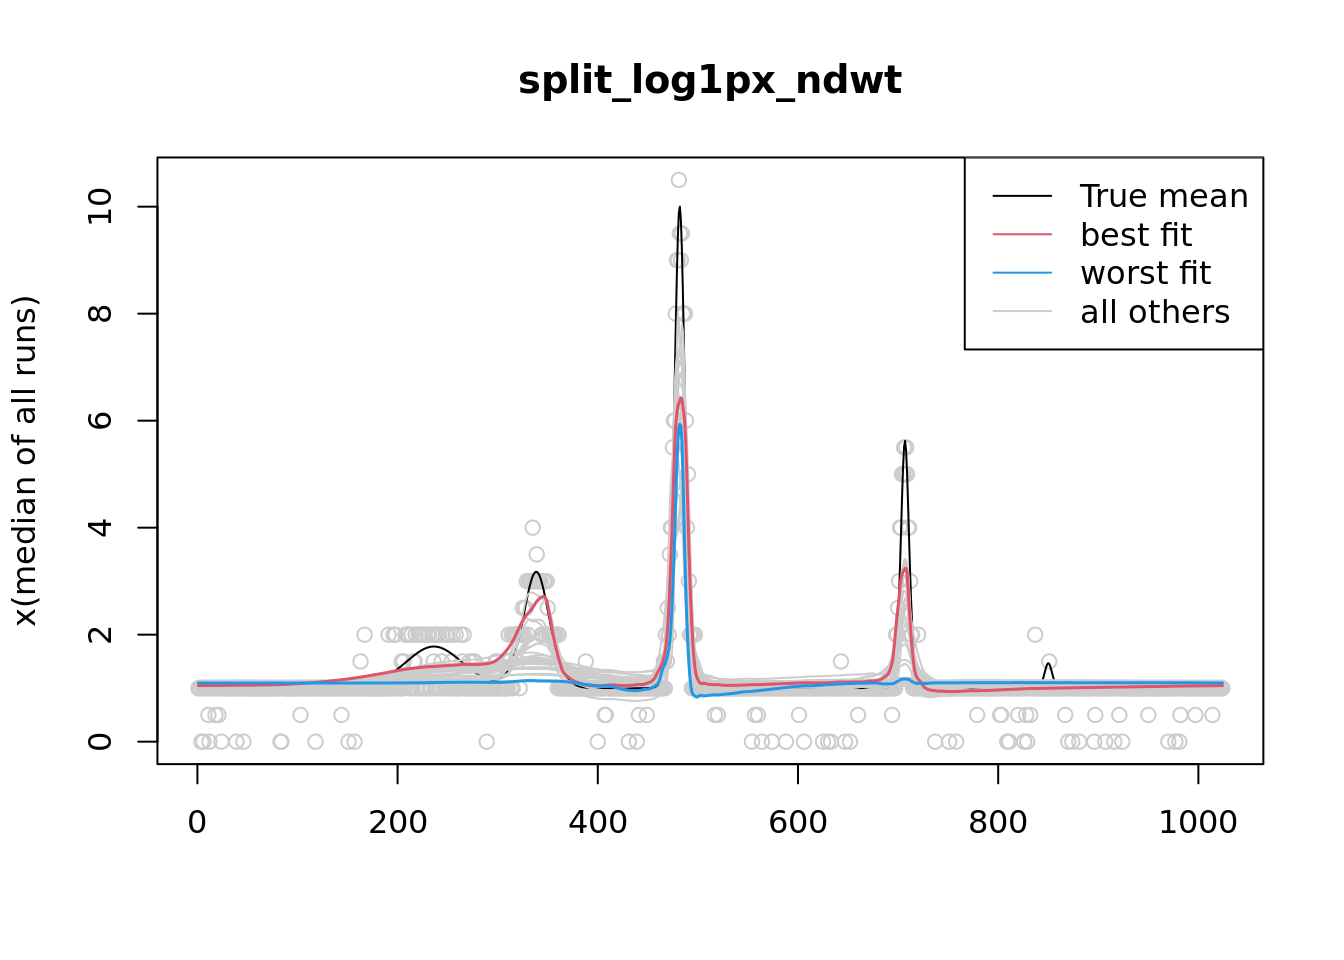 split_log1px_ndwt
True mean
best fit
worst fit
all others
x(median of all runs)
0 2 4 6 8 10
0 200 400 600 800 1000